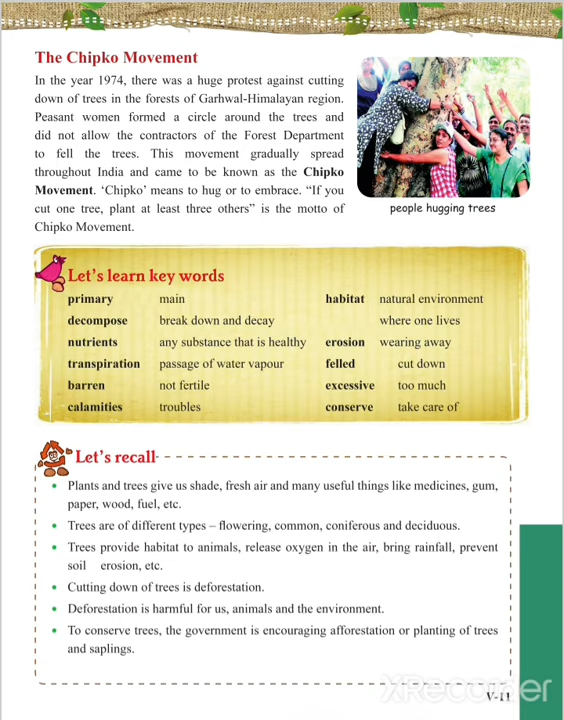 The Chipko Movement
In the year 1974, there was a huge protest against cutting
down of trees in the forests of Garhwal-Himalayan region.
Peasant women formed a circle around the trees and
did not allow the contractors of the Forest Department
to fell the trees. This movement gradually spread
throughout India and came to be known as the Chipko
Movement. ‘Chipko’ means to hug or to embrace. “If you
cut one tree, plant at least three others” is the motto of
Chipko Movement.
people hugging trees
Let’s learn key words
primary main
decompose break down and decay
nutrients any substance that is healthy
transpiration passage of water vapour
barren not fertile
calamities troubles
habitat natural environment
where one lives
erosion wearing away
felled cut down
excessive too much
conserve take care of
Let’s recall
• Plants and trees give us shade, fresh air and many useful things like medicines, gum,
paper, wood, fuel, etc.
• Trees are of different types – flowering, common, coniferous and deciduous.
• Trees provide habitat to animals, release oxygen in the air, bring rainfall, prevent
soil erosion, etc.
• Cutting down of trees is deforestation.
• Deforestation is harmful for us, animals and the environment.
• To conserve trees, the government is encouraging afforestation or planting of trees
and saplings.
XRecorder
V-11